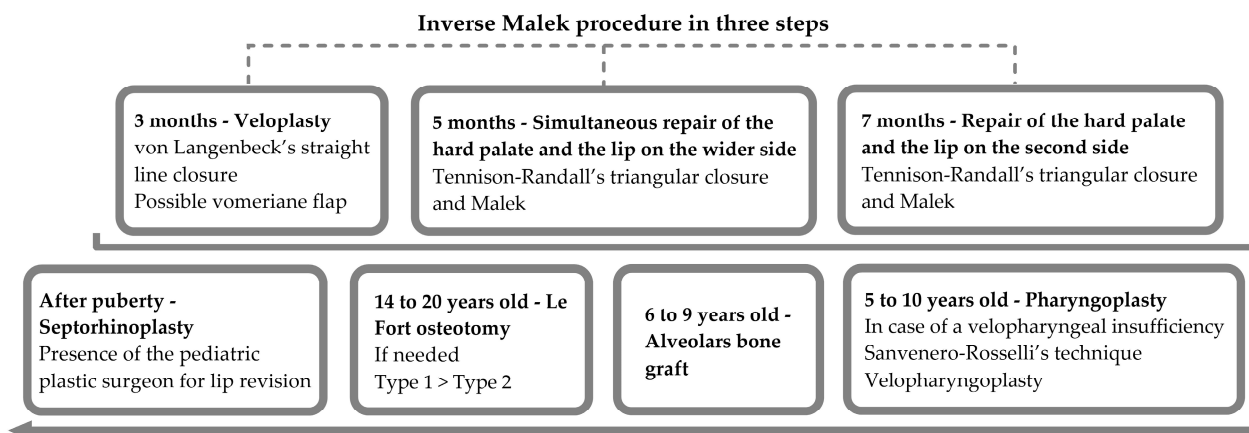 Inverse Malek procedure in three steps
3 months - Veloplasty
von Langenbeck's straight
line closure
Possible vomeriane flap
5 months - Simultaneous repair of the
hard palate and the lip on the wider side
Tennison-Randall's triangular closure
and Malek
7 months - Repair of the hard palate
and the lip on the second side
Tennison-Randall's triangular closure
and Malek
After puberty -
Septorhinoplasty
Presence of the pediatric
plastic surgeon for lip revision
14 to 20 years old - Le
Fort osteotomy
If needed
Type 1 > Type 2
6 to 9 years old -
Alveolars bone
graft
5 to 10 years old - Pharyngoplasty
In case of a velopharyngeal insufficiency
Sanvenero-Rosselli's technique
Velopharyngoplasty